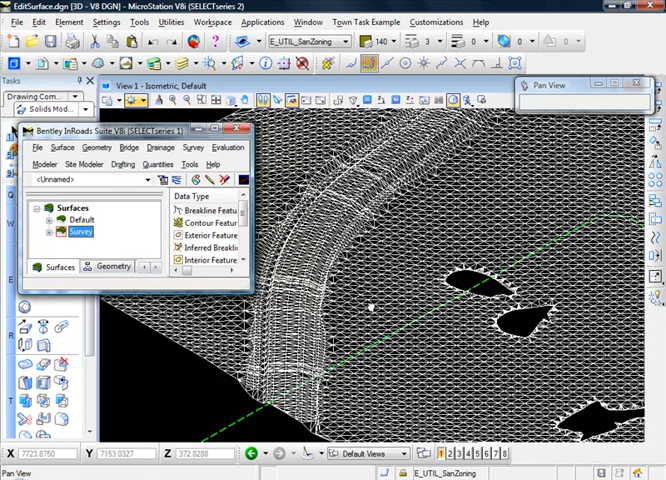 EditSurface.dgn [3D - V8 DGN] - MicroStation V8i (SELECTseries 2)
File Edit Element Settings Tools Utilities Workspace Applications Window Town Task Example Customizations Help
E_UTIL_SanZoning 140 3 0 0
Tasks
Drawing Com...
Solids Mod...
View 1 - Isometric, Default
Pan View
Bentley InRoads Suite V8i (SELECTseries 1)
File Surface Geometry Bridge Drainage Survey Evaluation
Modeler Site Modeler Drafting Quantities Tools Help
<Unnamed>
Surfaces
Default
Survey
Data Type
Breakline Featu
Contour Featur
Exterior Feature
Inferred Breakli
Interior Feature
Surfaces Geometry
Q
W
E
R
T
X 7723.8750 Y 7153.0327 Z 372.8288 Default Views 1 2 3 4 5 6 7 8
Pan View E_UTIL_SanZoning